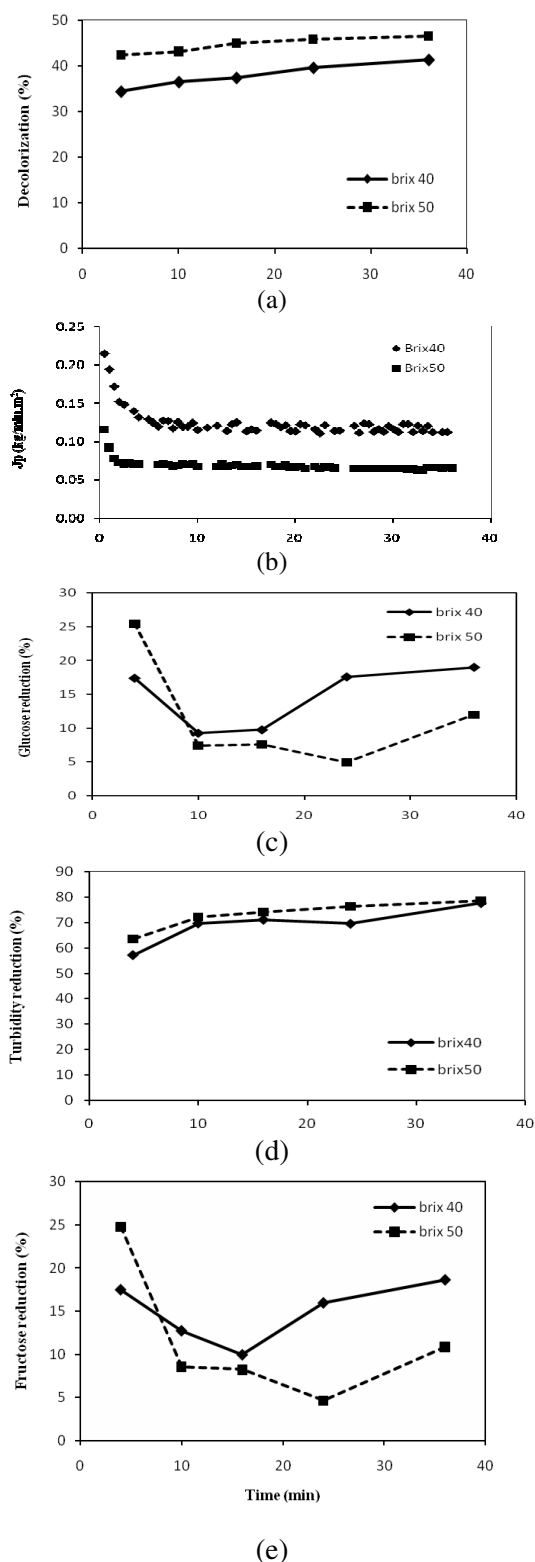 50
40
30
20
10
0
Decolorization (%)
brix 40
brix 50
0 10 20 30 40
(a)
0.25
0.20
0.15
0.10
0.05
0.00
Brix40
Brix50
0 10 20 30 40
(b)
30
25
20
15
10
5
0
Glucose reduction (%)
brix 40
brix 50
0 10 20 30 40
(c)
90
80
70
60
50
40
30
20
10
0
Turbidity reduction (%)
brix40
brix50
0 10 20 30 40
(d)
30
25
20
15
10
5
0
Fructose reduction (%)
brix 40
brix 50
0 10 20 30 40
Time (min)
(e)